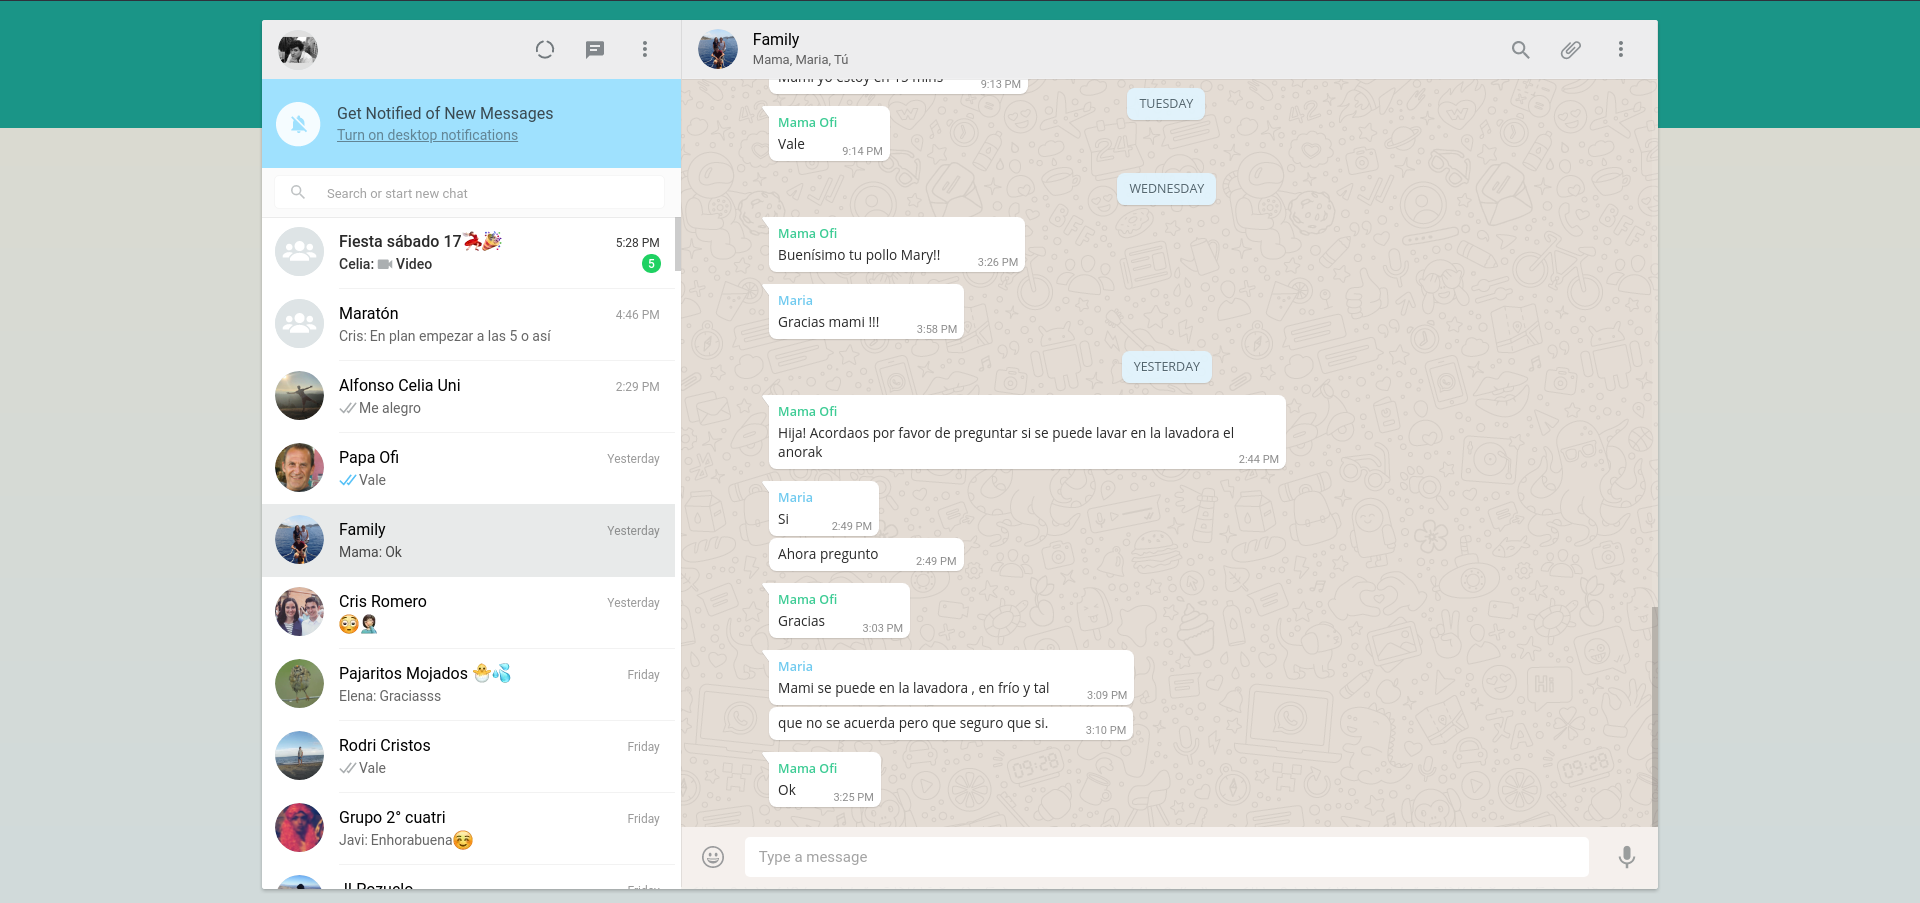 Get Notified of New Messages
Turn on desktop notifications
Search or start new chat
Fiesta sábado 17💃🎉 5:28 PM
Celia: Video 5
Maratón 4:46 PM
Cris: En plan empezar a las 5 o así
Alfonso Celia Uni 2:29 PM
Me alegro
Papa Ofi Yesterday
Vale
Family Yesterday
Mama: Ok
Cris Romero Yesterday
Pajaritos Mojados 🐣💦 Friday
Elena: Graciasss
Rodri Cristos Friday
Vale
Grupo 2° cuatri Friday
Javi: Enhorabuena☺️
Family
Mama, Maria, Tú
9:13 PM
TUESDAY
Mama Ofi
Vale 9:14 PM
WEDNESDAY
Mama Ofi
Buenísimo tu pollo Mary!! 3:26 PM
Maria
Gracias mami !!! 3:58 PM
YESTERDAY
Mama Ofi
Hija! Acordaos por favor de preguntar si se puede lavar en la lavadora el
anorak 2:44 PM
Maria
Si 2:49 PM
Ahora pregunto 2:49 PM
Mama Ofi
Gracias 3:03 PM
Maria
Mami se puede en la lavadora , en frío y tal 3:09 PM
que no se acuerda pero que seguro que si. 3:10 PM
Mama Ofi
Ok 3:25 PM
Type a message